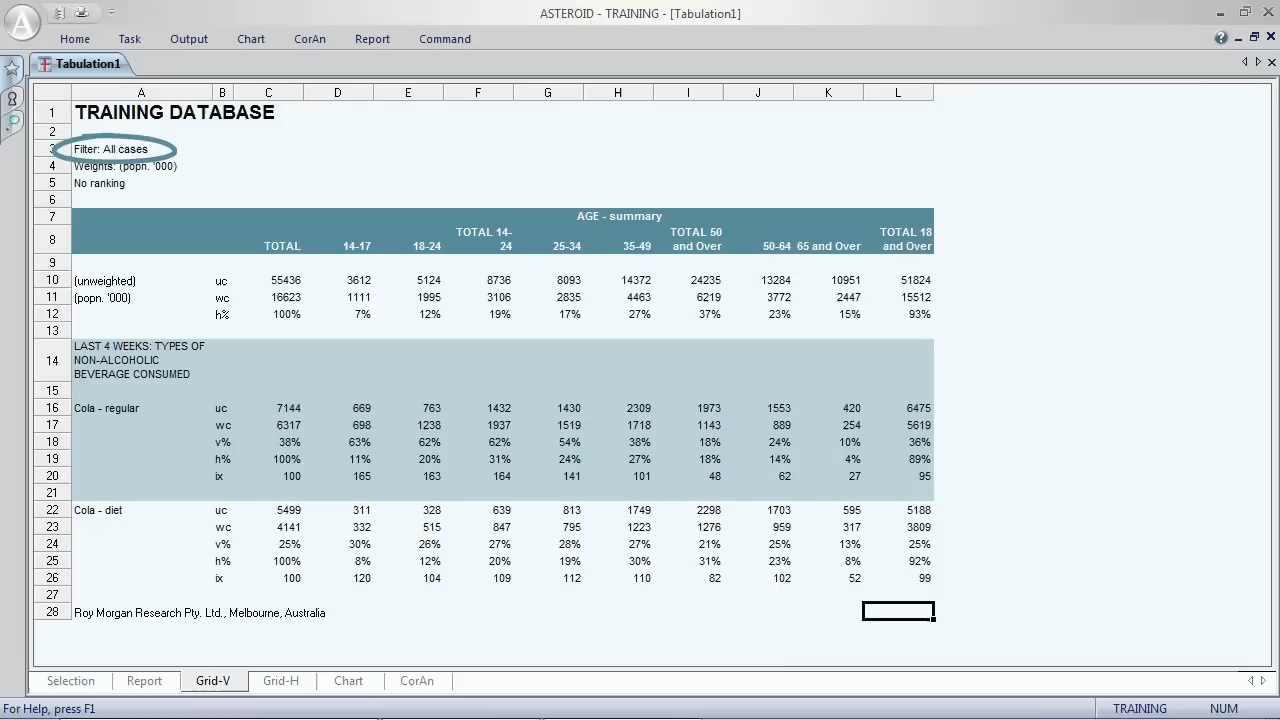 ASTEROID - TRAINING - [Tabulation1]
Home Task Output Chart CorAn Report Command
Tabulation1
A B C D E F G H I J K L
1 TRAINING DATABASE
2
3 Filter: All cases
4 Weights: (popn. '000)
5 No ranking
6
7 AGE - summary
8 TOTAL 14-17 18-24 TOTAL 14-24 25-34 35-49 TOTAL 50 and Over 50-64 65 and Over TOTAL 18 and Over
9
10 (unweighted) uc 55436 3612 5124 8736 8093 14372 24235 13284 10951 51824
11 (popn. '000) wc 16623 1111 1995 3106 2835 4463 6219 3772 2447 15512
12 h% 100% 7% 12% 19% 17% 27% 37% 23% 15% 93%
13
14 LAST 4 WEEKS: TYPES OF
NON-ALCOHOLIC
BEVERAGE CONSUMED
15
16 Cola - regular uc 7144 669 763 1432 1430 2309 1973 1553 420 6475
17 wc 6317 698 1238 1937 1519 1718 1143 889 254 5619
18 v% 38% 63% 62% 62% 54% 38% 18% 24% 10% 36%
19 h% 100% 11% 20% 31% 24% 27% 18% 14% 4% 89%
20 ix 100 165 163 164 141 101 48 62 27 95
21
22 Cola - diet uc 5499 311 328 639 813 1749 2298 1703 595 5188
23 wc 4141 332 515 847 795 1223 1276 959 317 3809
24 v% 25% 30% 26% 27% 28% 27% 21% 25% 13% 25%
25 h% 100% 8% 12% 20% 19% 30% 31% 23% 8% 92%
26 ix 100 120 104 109 112 110 82 102 52 99
27
28 Roy Morgan Research Pty. Ltd., Melbourne, Australia
Selection Report Grid-V Grid-H Chart CorAn
For Help, press F1 TRAINING NUM